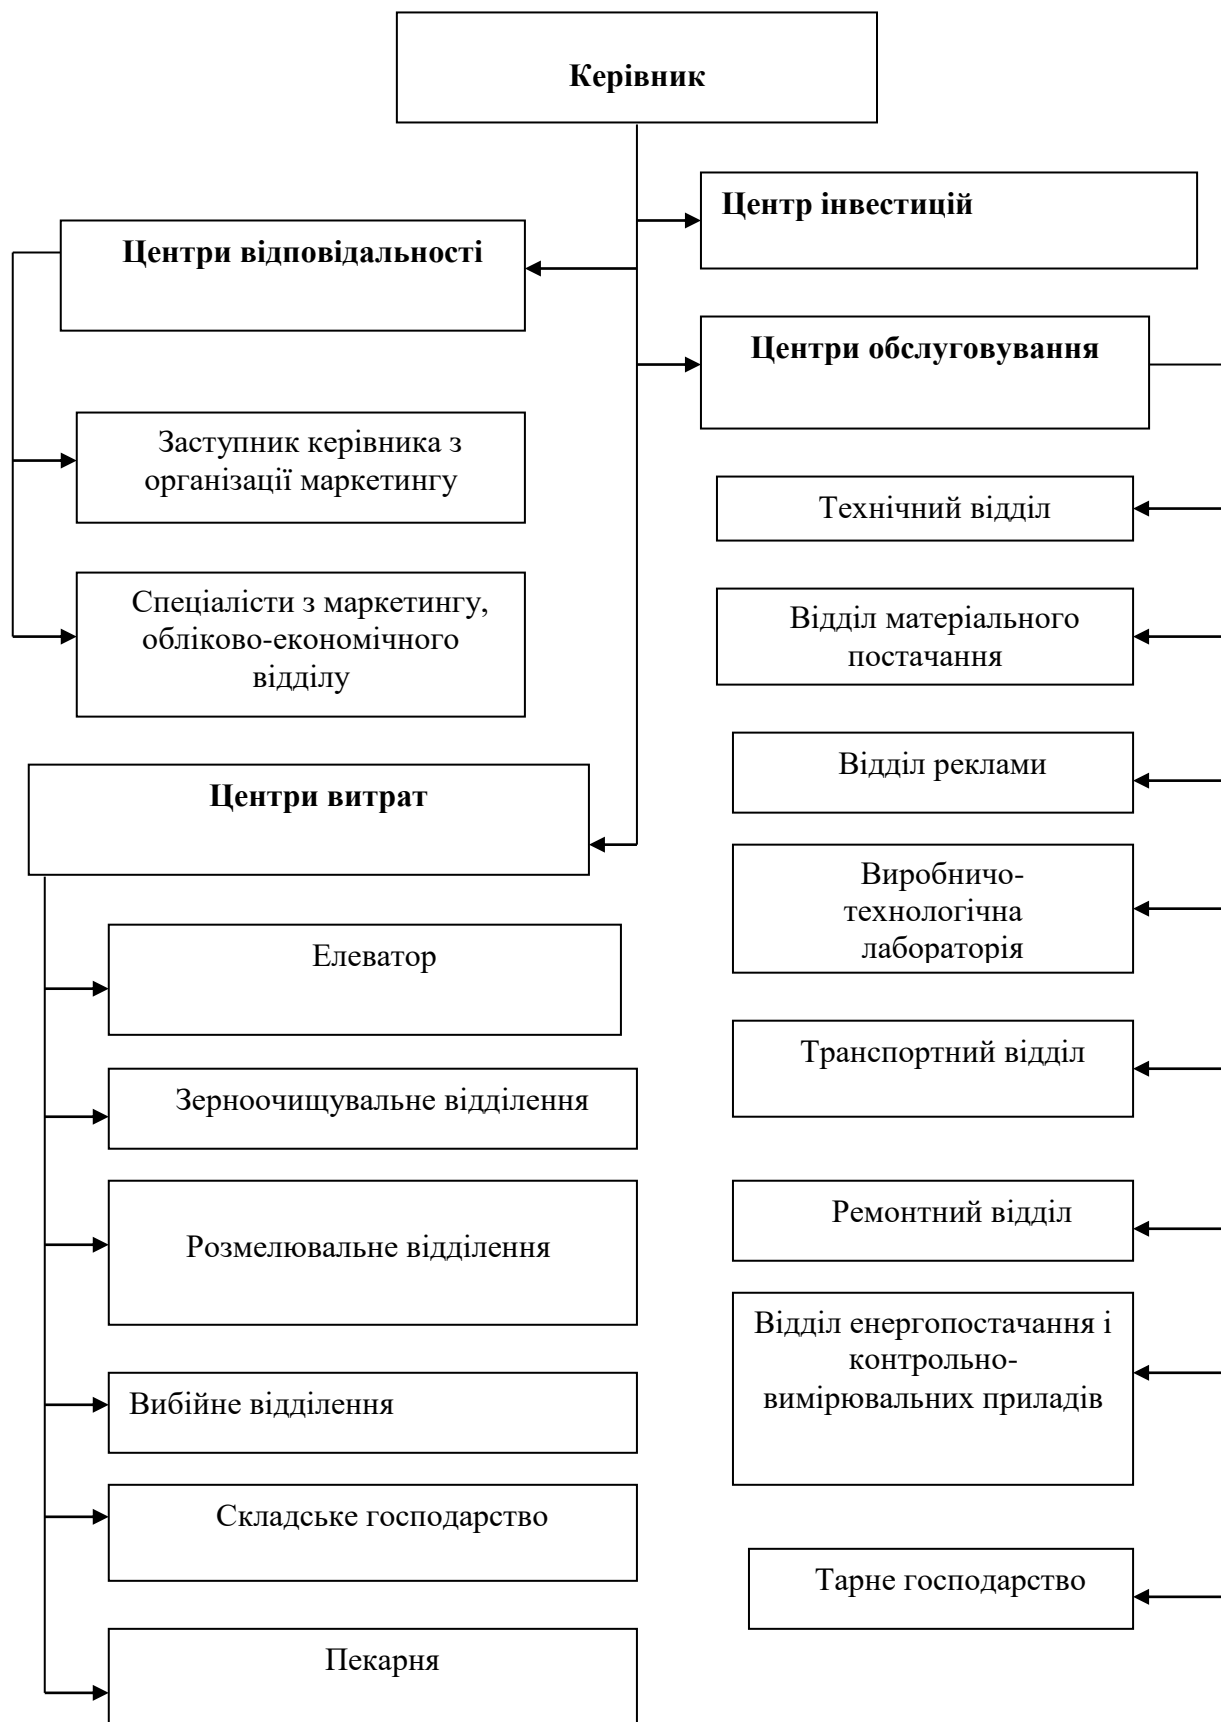 Керівник
Центр інвестицій
Центри відповідальності
Центри обслуговування
Заступник керівника з
організації маркетингу
Спеціалісти з маркетингу,
обліково-економічного
відділу
Технічний відділ
Відділ матеріального
постачання
Відділ реклами
Центри витрат
Виробничо-
технологічна
лабораторія
Елеватор
Транспортний відділ
Зерноочищувальне відділення
Ремонтний відділ
Розмелювальне відділення
Відділ енергопостачання і
контрольно-
вимірювальних приладів
Вибійне відділення
Складське господарство
Тарне господарство
Пекарня